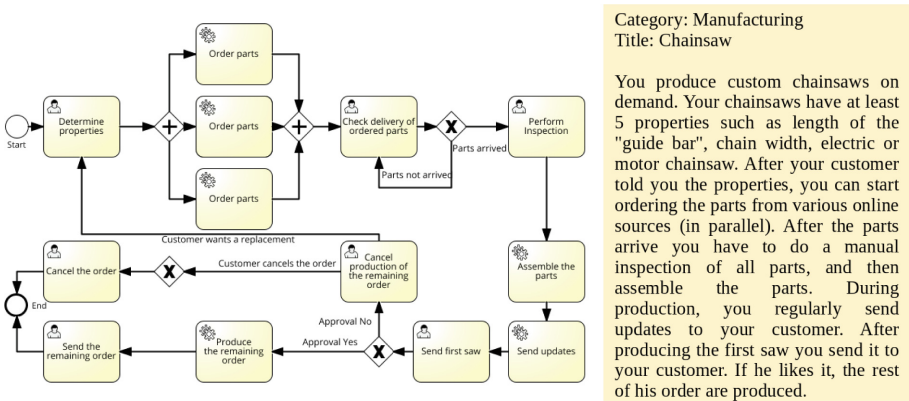 Order parts
Determine
properties
Order parts
Check delivery of
ordered parts
Perform
Inspection
Start
Parts arrived
Parts not arrived
Order parts
Customer wants a replacement
Cancel the order
Customer cancels the order
Cancel
production of
the remaining
order
Assemble the
parts
End
Approval No
Send the
remaining order
Produce
the remaining
order
Approval Yes
Send first saw
Send updates
Category: Manufacturing
Title: Chainsaw
You produce custom chainsaws on
demand. Your chainsaws have at least
5 properties such as length of the
"guide bar", chain width, electric or
motor chainsaw. After your customer
told you the properties, you can start
ordering the parts from various online
sources (in parallel). After the parts
arrive you have to do a manual
inspection of all parts, and then
assemble the parts. During
production, you regularly send
updates to your customer. After
producing the first saw you send it to
your customer. If he likes it, the rest
of his order are produced.